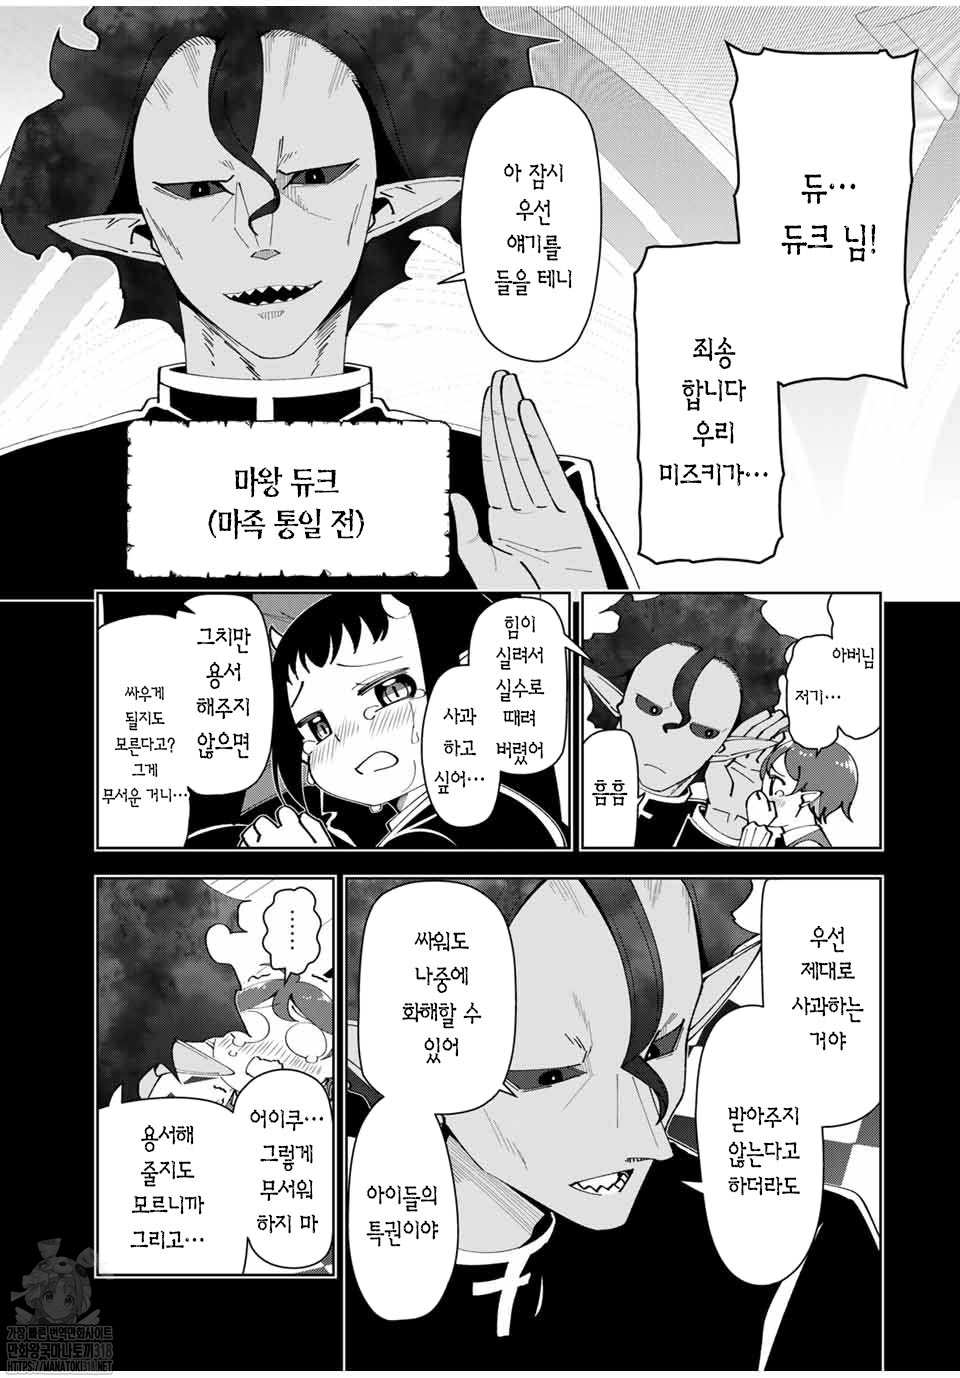 듀…
듀크 님!
죄송
합니다
우리
미즈키가…
아 잠시
우선
얘기를
들을 테니
마왕 듀크
(마족 통일 전)
아버님
저기…
흠흠
힘이
실려서
실수로
때려
버렸어
사과
하고
싶어…
그치만
용서
해주지
않으면
싸우게
될지도
모른다고?
그게
무서운 거니…
우선
제대로
사과하는
거야
받아주지
않는다고
하더라도
싸워도
나중에
화해할 수
있어
아이들의
특권이야
……
어이쿠…
그렇게
무서워
하지 마
용서해
줄지도
모르니까
그리고…
가장 빠른 번역만화사이트
만화왕국마나토끼318
HTTPS://MANATOKI318.NET